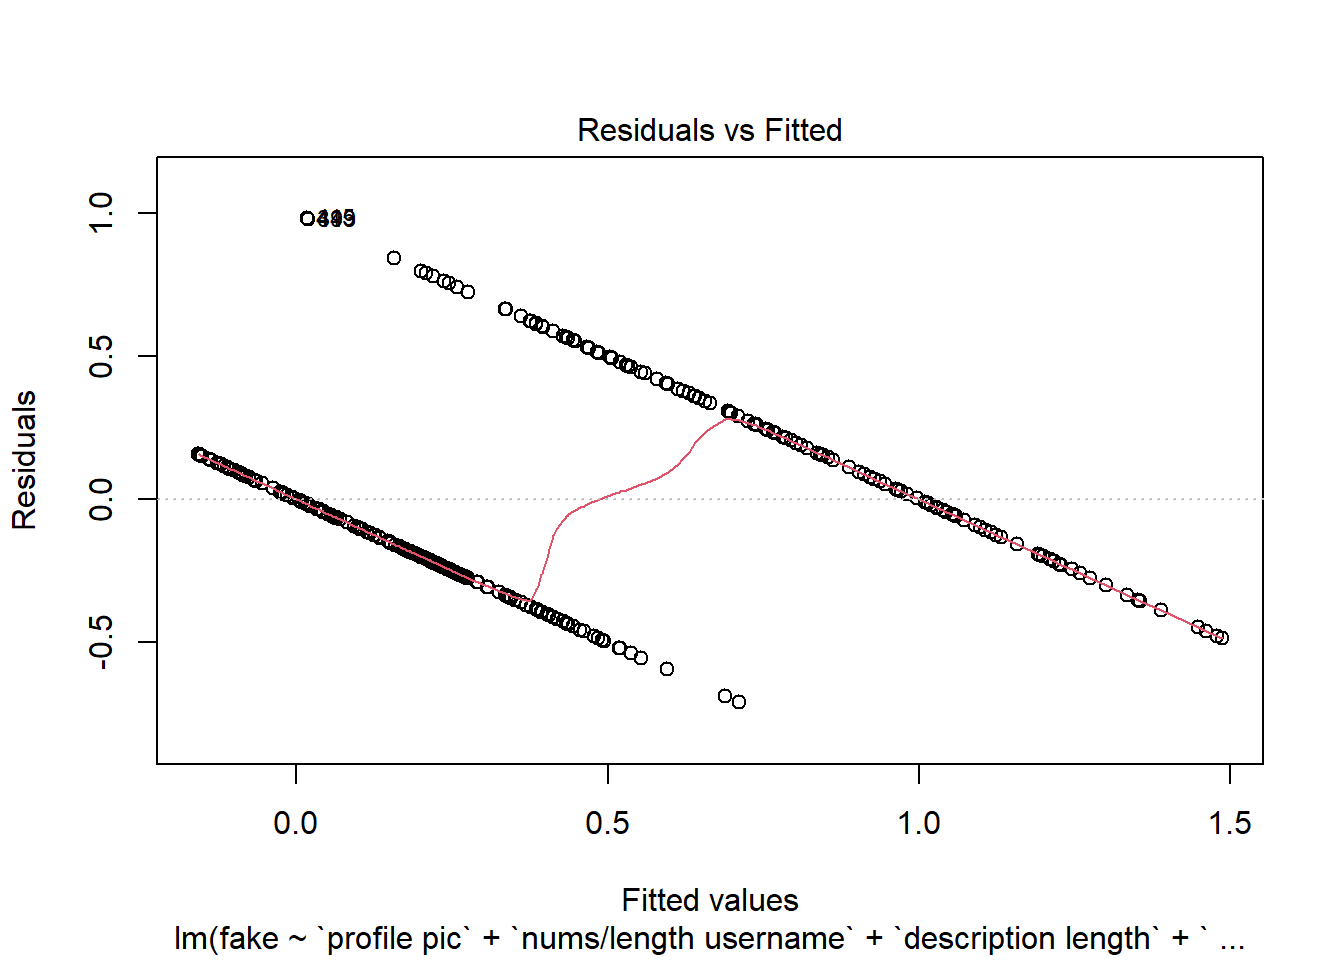 Residuals vs Fitted
Residuals
1.0
0.5
0.0
-0.5
0.0
0.5
1.0
1.5
Fitted values
lm(fake ~ `profile pic` + `nums/length username` + `description length` + ` ...